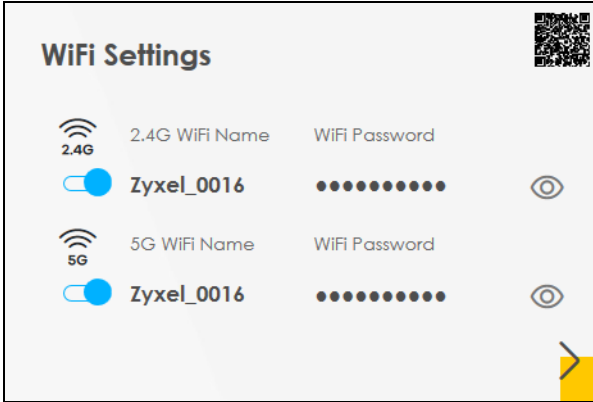 WiFi Settings
2.4G WiFi Name WiFi Password
2.4G
Zyxel_0016 ●●●●●●●●●●
5G WiFi Name WiFi Password
5G
Zyxel_0016 ●●●●●●●●●●